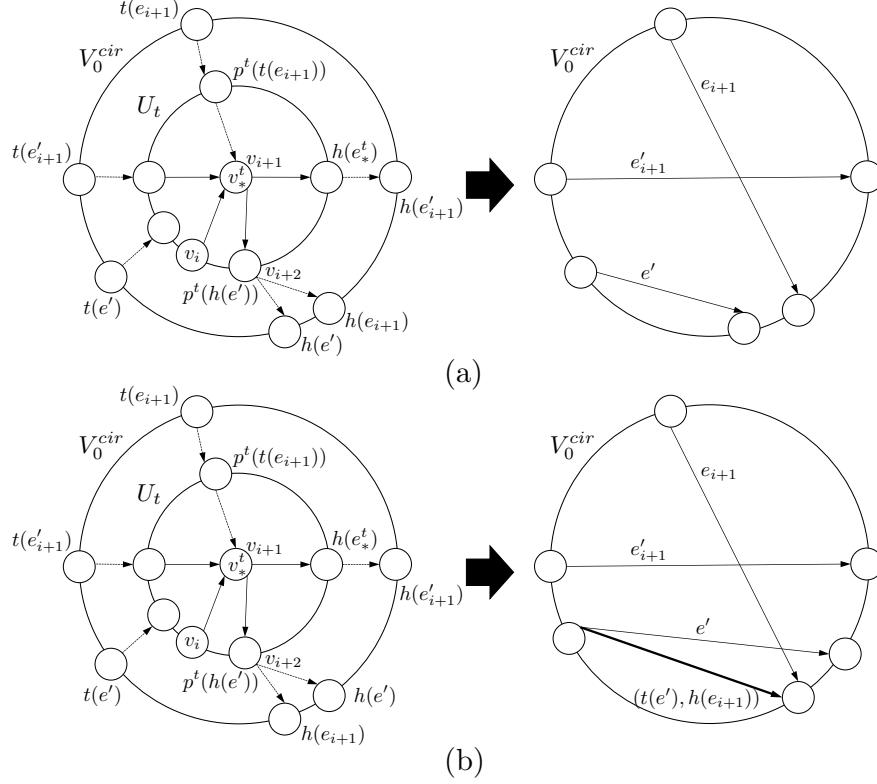 t(e_{i+1})
V_0^{cir}
V_0^{cir}
p^t(t(e_{i+1}))
e_{i+1}
U_t
t(e'_{i+1})
v_{i+1}
h(e_*^t)
e'_{i+1}
v_*^t
h(e'_{i+1})
v_i
v_{i+2}
e'
t(e')
p^t(h(e'))
h(e_{i+1})
h(e')
(a)
t(e_{i+1})
V_0^{cir}
V_0^{cir}
p^t(t(e_{i+1}))
e_{i+1}
U_t
t(e'_{i+1})
v_{i+1}
h(e_*^t)
e'_{i+1}
v_*^t
h(e'_{i+1})
v_i
e'
v_{i+2}
t(e')
p^t(h(e'))
h(e')
(t(e'), h(e_{i+1}))
h(e_{i+1})
(b)